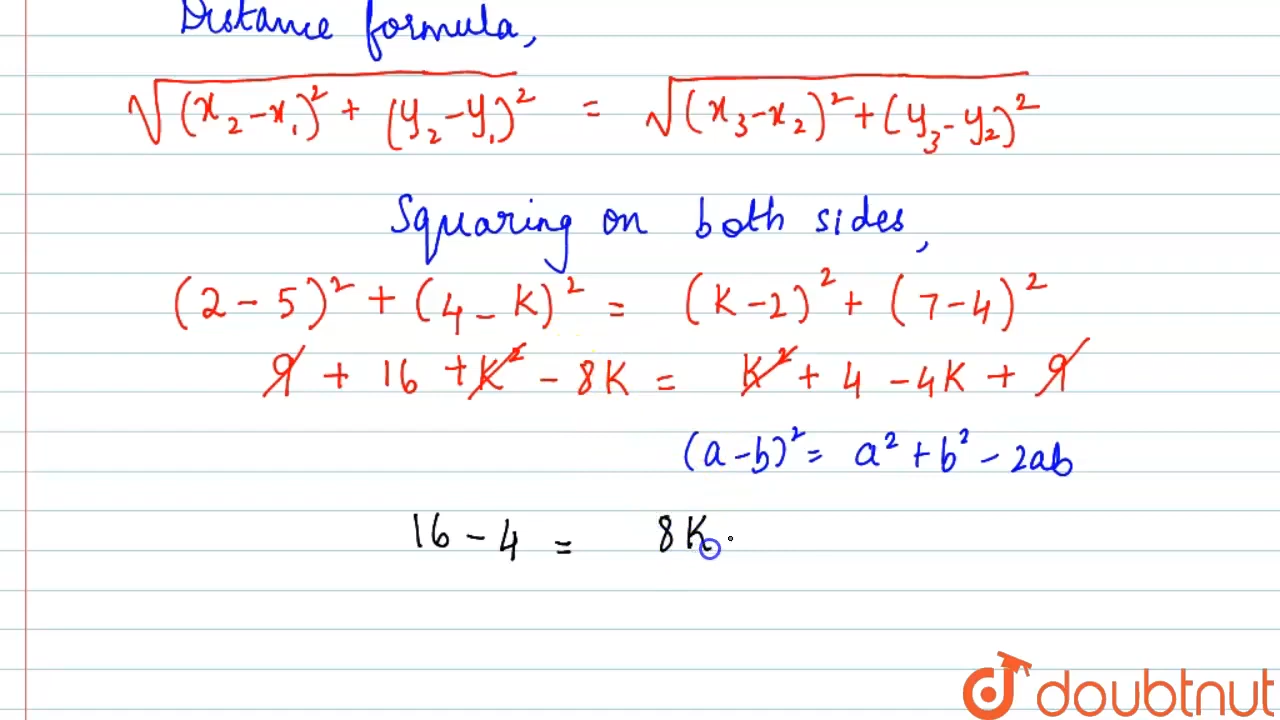 Distance formula,
√(x₂-x₁)² + (y₂-y₁)² = √(x₃-x₂)² + (y₃-y₂)²
Squaring on both sides,
(2-5)² + (4-K)² = (K-2)² + (7-4)²
9 + 16 + K² - 8K = K² + 4 - 4K + 9
(a-b)² = a² + b² - 2ab
16 - 4 = 8K
doubtnut